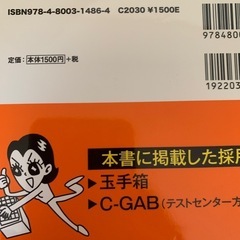 ISBN978-4-8003-1486-4 C2030 ¥1500E
定価：本体1500円＋税
978480
192203
本書に掲載した採用
▶玉手箱
▶C-GAB（テストセンター方